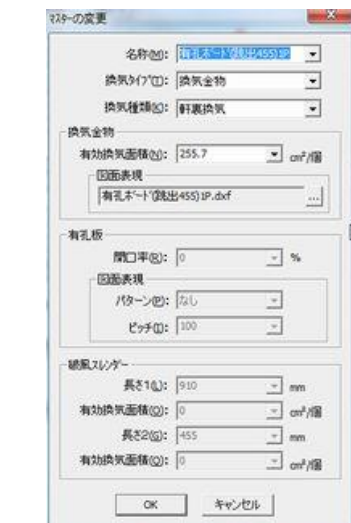 マスターの変更
名称(M): 有孔ボード(跳出455)1P
換気タイプ(T): 換気金物
換気種類(K): 軒裏換気
換気金物
有効換気面積(N): 255.7 cm²/個
図面表現
有孔ボード(跳出455)1P.dxf ...
有孔板
開口率(R): 0 %
図面表現
パターン(P): なし
ピッチ(I): 100
破風スレンダー
長さ1(L): 910 mm
有効換気面積(O): 0 cm²/個
長さ2(G): 455 mm
有効換気面積(Q): 0 cm²/個
OK キャンセル